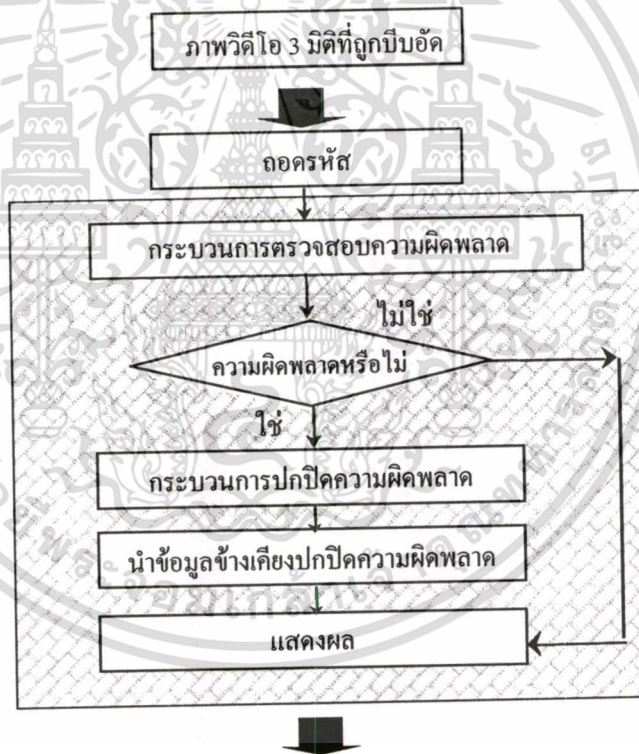 ภาพวิดีโอ 3 มิติที่ถูกบีบอัด
ถอดรหัส
กระบวนการตรวจสอบความผิดพลาด
ไม่ใช่
ความผิดพลาดหรือไม่
ใช่
กระบวนการปกปิดความผิดพลาด
นำข้อมูลข้างเคียงปกปิดความผิดพลาด
แสดงผล